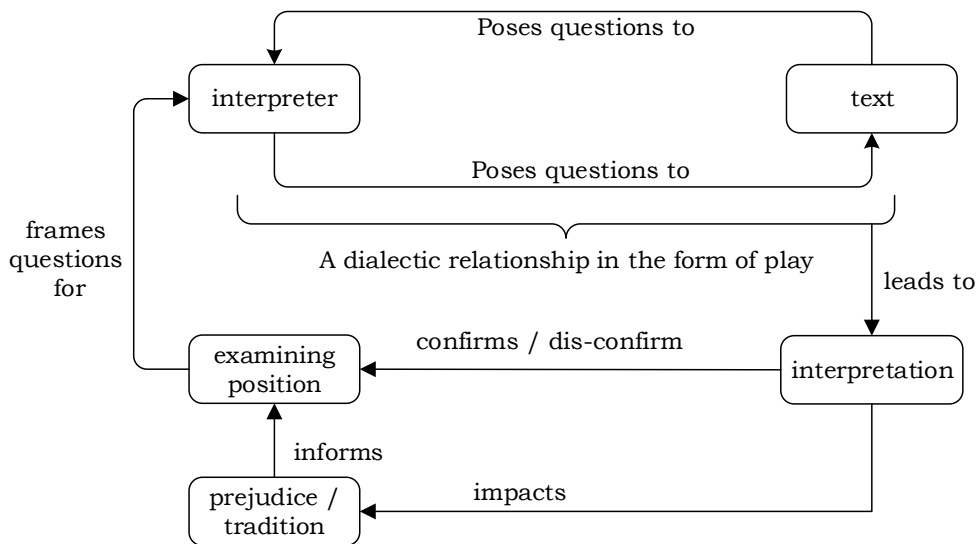 Poses questions to
interpreter
text
Poses questions to
frames
questions
for
A dialectic relationship in the form of play
leads to
confirms / dis-confirm
examining
position
interpretation
informs
prejudice /
tradition
impacts